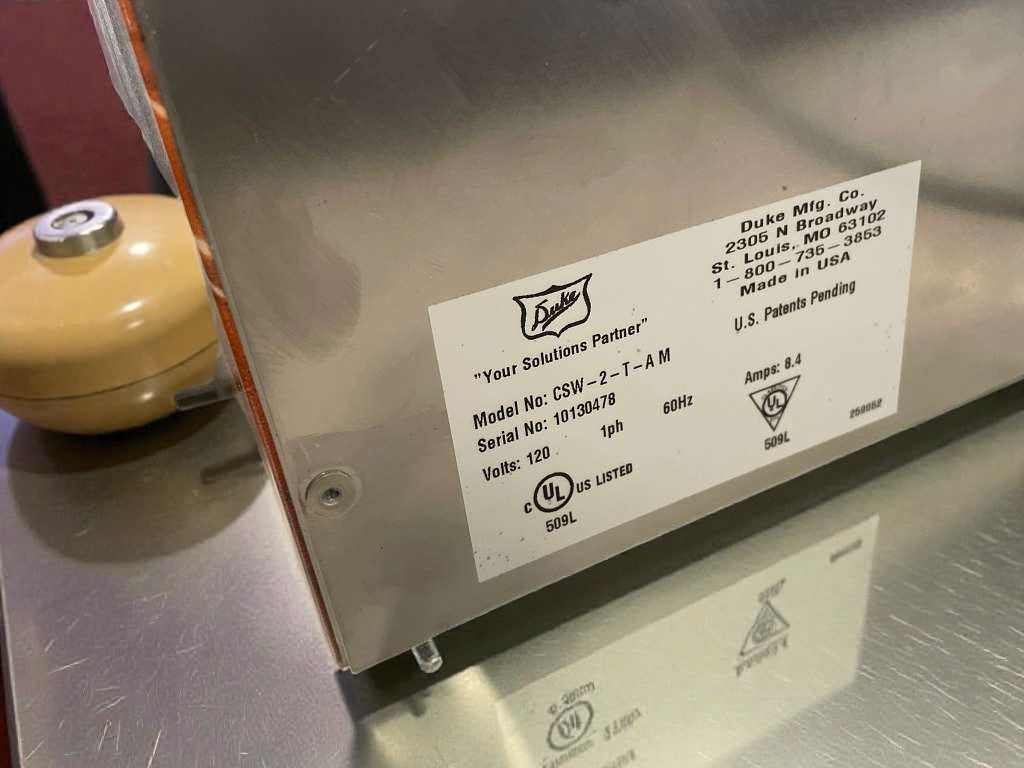 Duke
"Your Solutions Partner"
Duke Mfg. Co.
2305 N Broadway
St. Louis, MO 63102
1-800-735-3853
Made in USA
U.S. Patents Pending
Model No: CSW-2-T-A M
Serial No: 10130478
Volts: 120
1ph
60Hz
Amps: 8.4
C UL US LISTED
509L
UL
509L